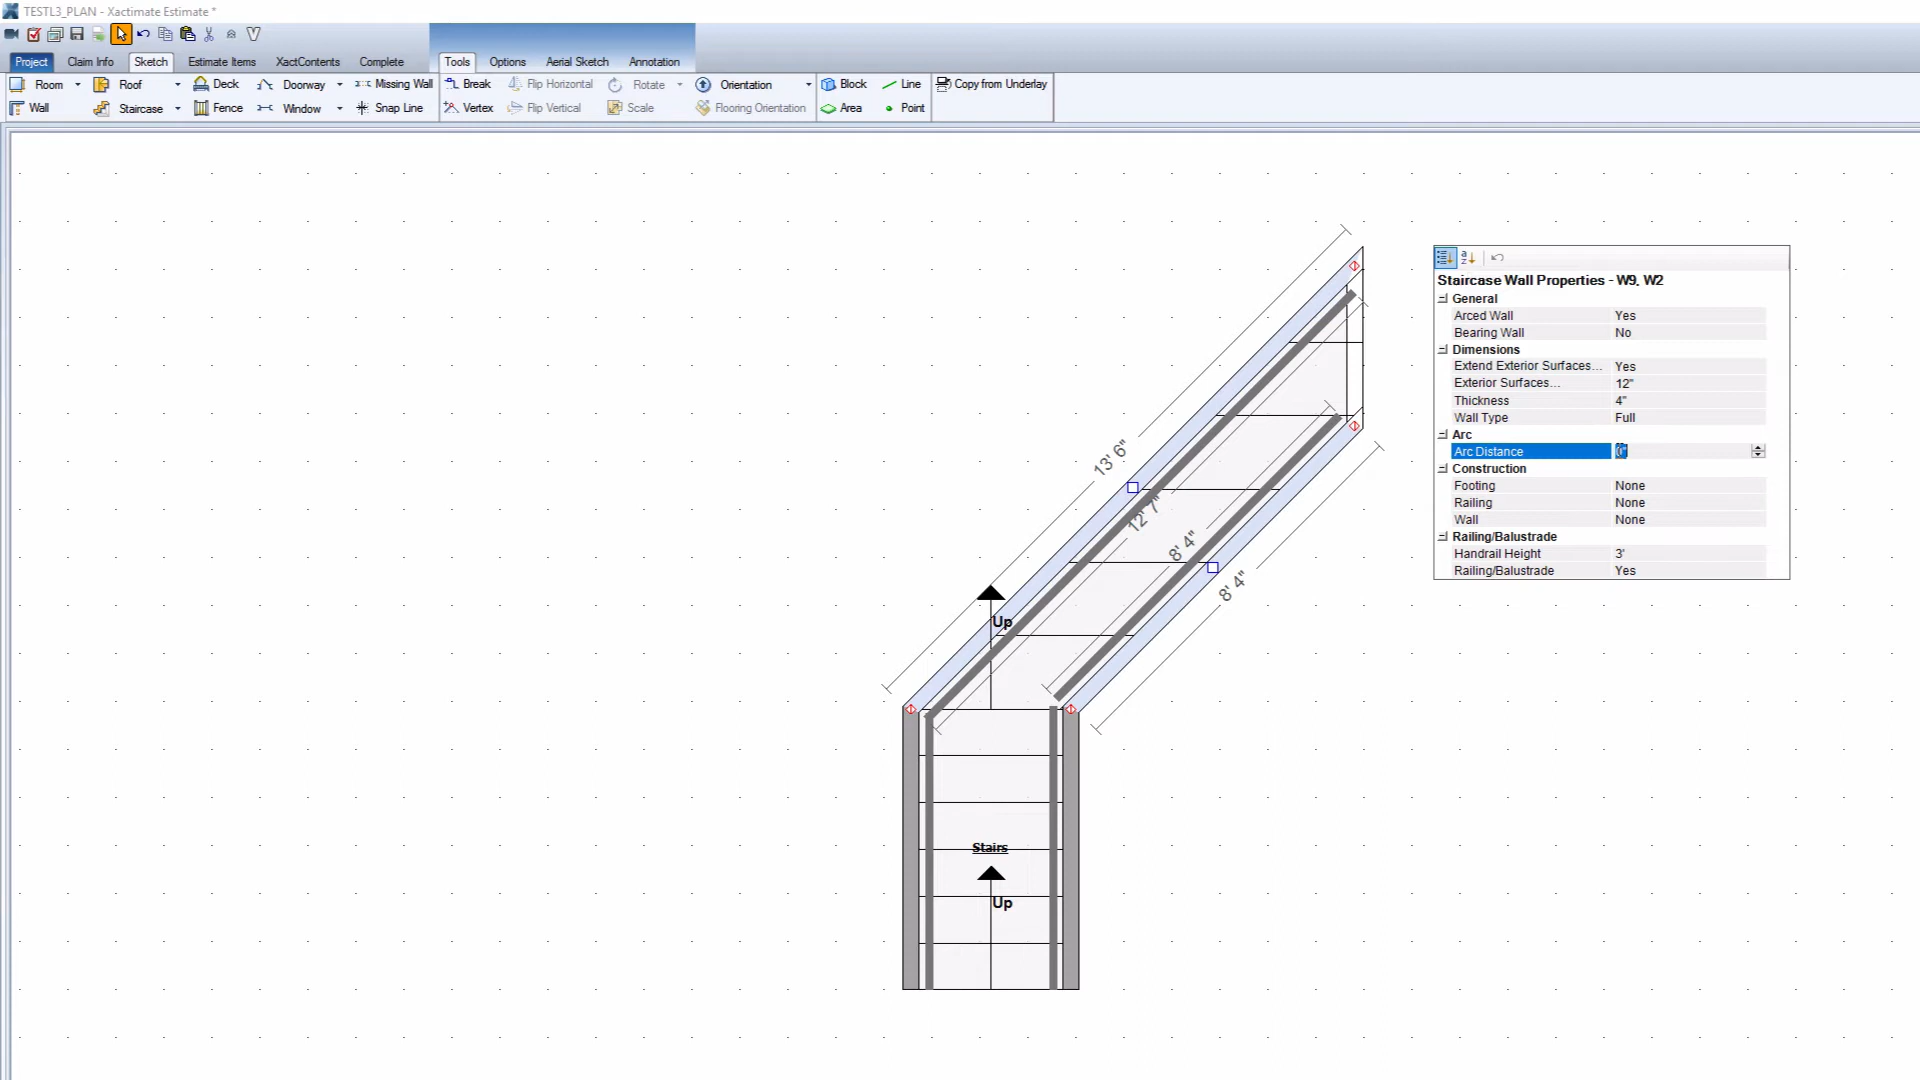 TESTL3_PLAN - Xactimate Estimate *
Project Claim Info Sketch Estimate Items XactContents Complete Tools Options Aerial Sketch Annotation
Room Roof Deck Doorway Missing Wall Break Flip Horizontal Rotate Orientation Block Line Copy from Underlay
Wall Staircase Fence Window Snap Line Vertex Flip Vertical Scale Flooring Orientation Area Point
13' 6"
12' 7"
8' 4"
8' 4"
Up
Stairs
Up
Staircase Wall Properties - W9, W2
General
Arced Wall Yes
Bearing Wall No
Dimensions
Extend Exterior Surfaces... Yes
Exterior Surfaces... 12"
Thickness 4"
Wall Type Full
Arc
Arc Distance 0"
Construction
Footing None
Railing None
Wall None
Railing/Balustrade
Handrail Height 3'
Railing/Balustrade Yes